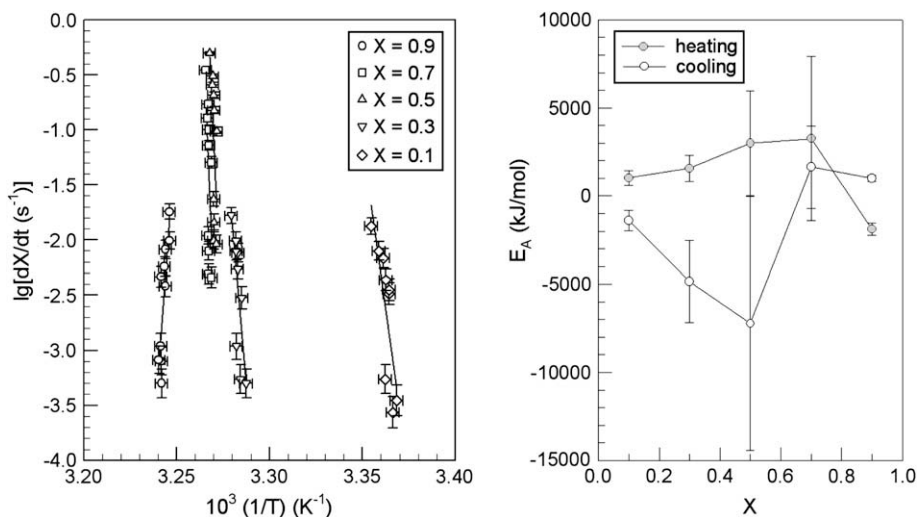 0.0
-0.5
-1.0
-1.5
-2.0
-2.5
-3.0
-3.5
-4.0
lg[dX/dt (s⁻¹)]
X = 0.9
X = 0.7
X = 0.5
X = 0.3
X = 0.1
3.20 3.25 3.30 3.35 3.40
10³ (1/T) (K⁻¹)
10000
5000
0
-5000
-10000
-15000
E_A (kJ/mol)
heating
cooling
0.0 0.2 0.4 0.6 0.8 1.0
X